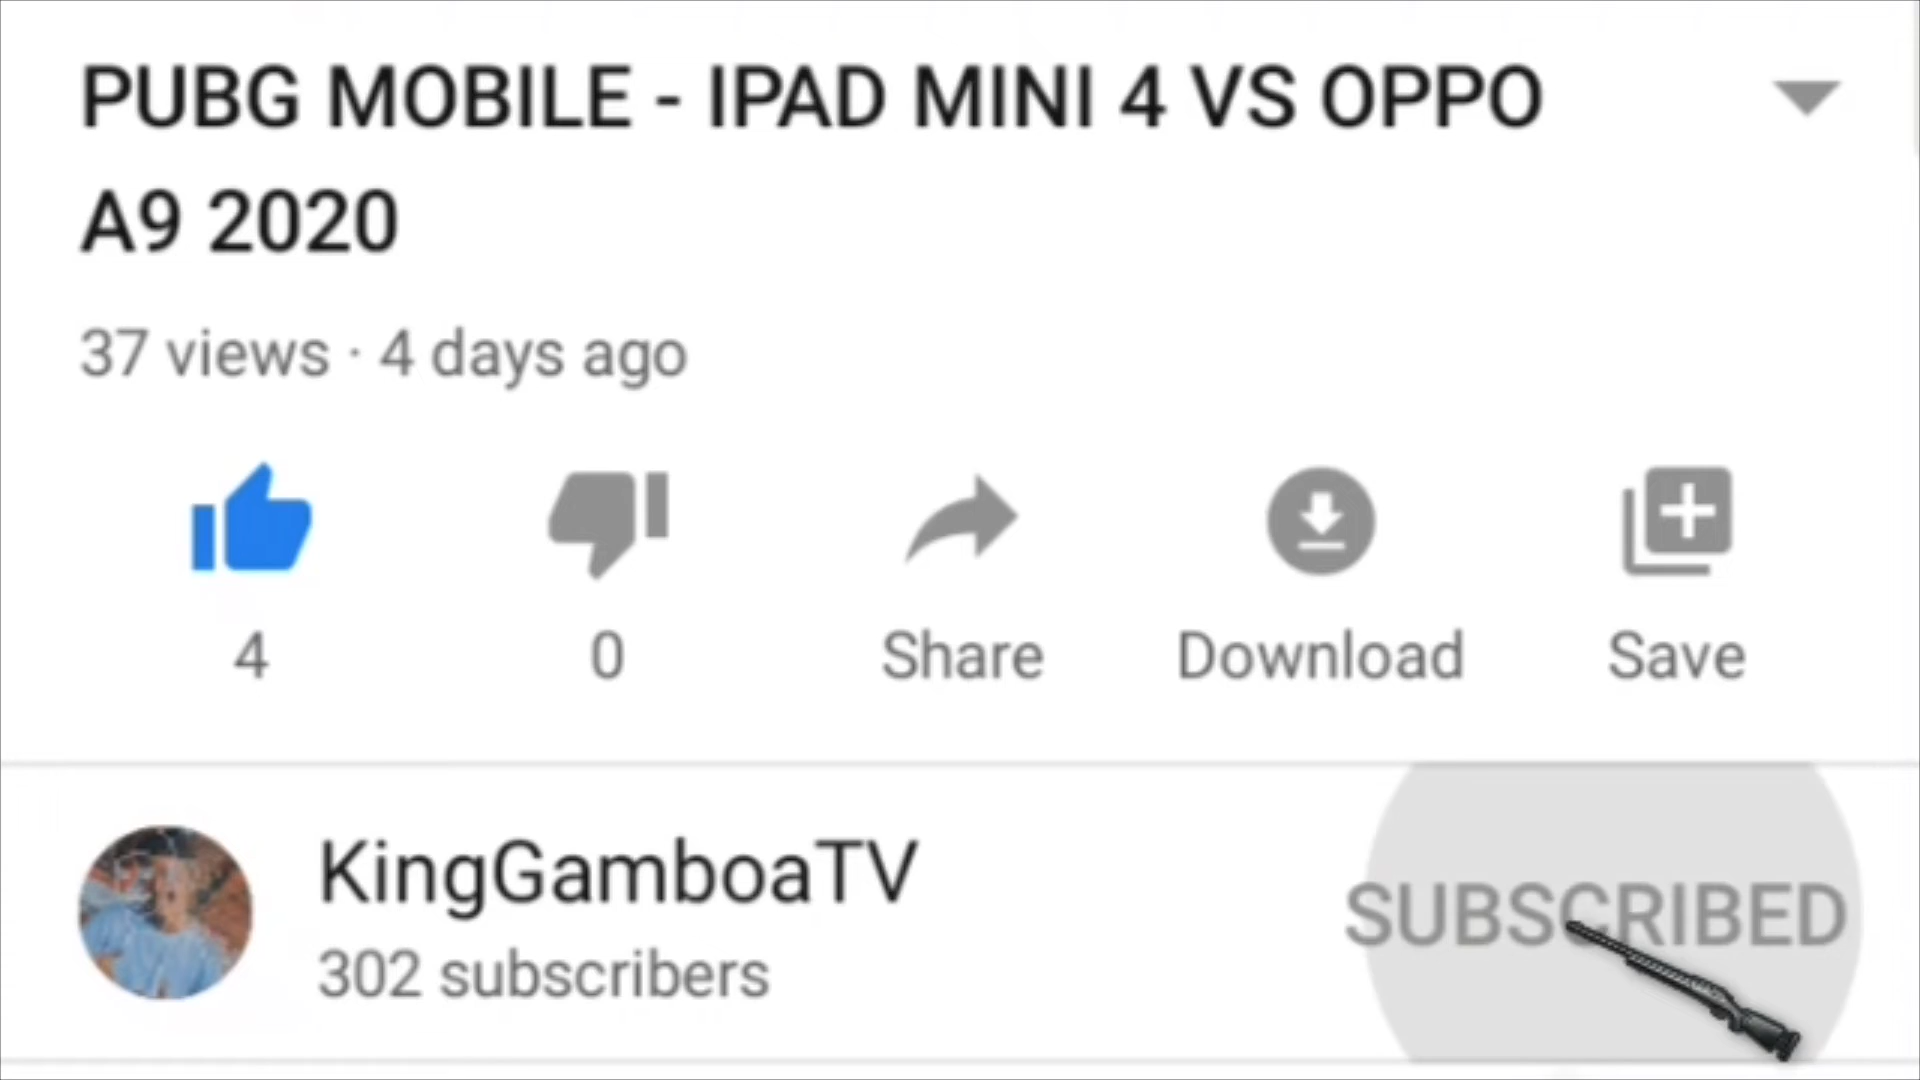 PUBG MOBILE - IPAD MINI 4 VS OPPO
A9 2020
37 views · 4 days ago
4
0
Share
Download
Save
KingGamboaTV
302 subscribers
SUBSCRIBED